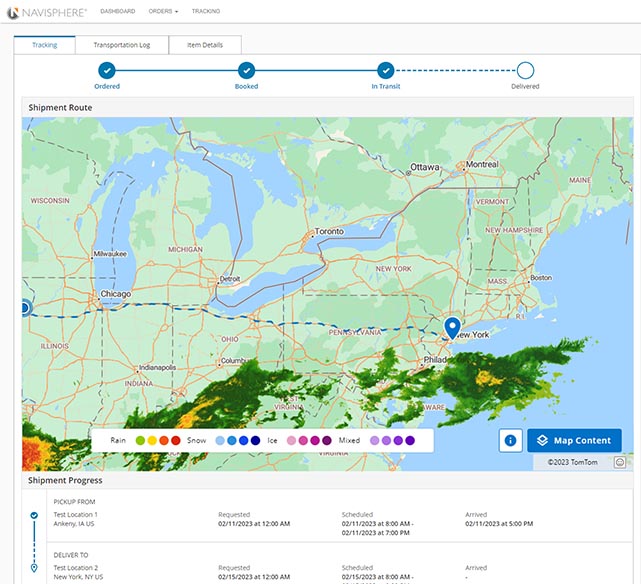 NAVISPHERE® DASHBOARD ORDERS TRACKING
Tracking Transportation Log Item Details
Ordered Booked In Transit Delivered
Shipment Route
Ottawa Montreal
MAINE
WISCONSIN
VERMONT
NEW HAMPSHIRE
Toronto
MICHIGAN
Milwaukee
NEW YORK
Detroit
MASS
Boston
Chicago
R.I.
PENNSYLVANIA
New York
ILLINOIS
OHIO
Columbus
Philad
Indianapolis
INDIANA
WEST
VIRGINIA
WARE
Rain Snow Ice Mixed
Map Content
VIRGINIA
©2023 TomTom
Shipment Progress
PICKUP FROM
Test Location 1 Requested Scheduled Arrived
Ankeny, IA US 02/11/2023 at 12:00 AM 02/11/2023 at 8:00 AM - 02/11/2023 at 5:00 PM
02/11/2023 at 7:00 PM
DELIVER TO
Test Location 2 Requested Scheduled Arrived
New York, NY US 02/15/2023 at 12:00 AM 02/15/2023 at 8:00 AM - -